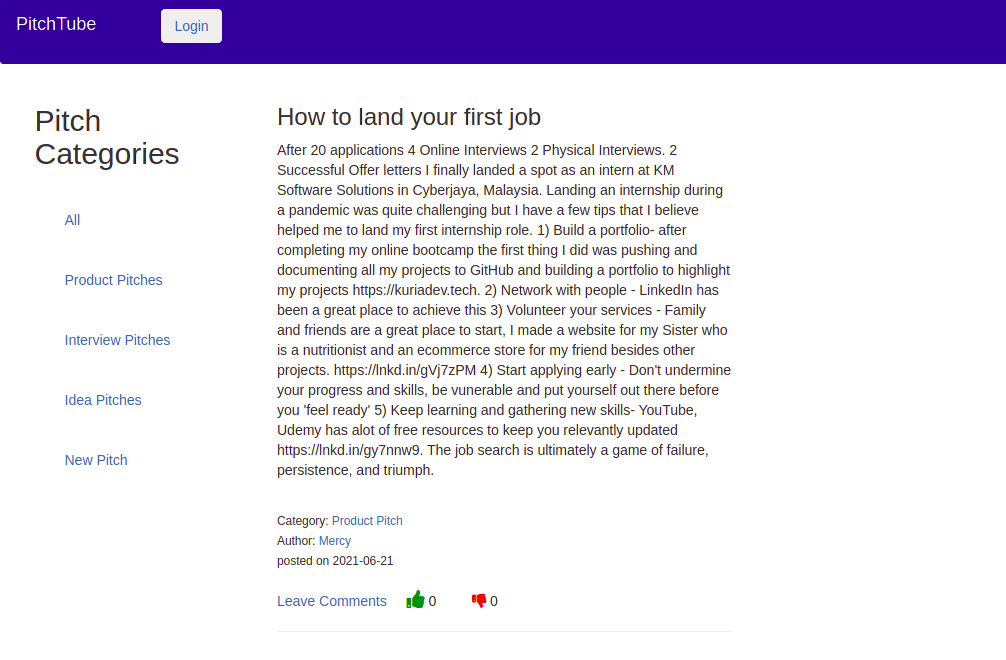 PitchTube
Login
Pitch
Categories
All
Product Pitches
Interview Pitches
Idea Pitches
New Pitch
How to land your first job
After 20 applications 4 Online Interviews 2 Physical Interviews. 2
Successful Offer letters I finally landed a spot as an intern at KM
Software Solutions in Cyberjaya, Malaysia. Landing an internship during
a pandemic was quite challenging but I have a few tips that I believe
helped me to land my first internship role. 1) Build a portfolio- after
completing my online bootcamp the first thing I did was pushing and
documenting all my projects to GitHub and building a portfolio to highlight
my projects https://kuriadev.tech. 2) Network with people - LinkedIn has
been a great place to achieve this 3) Volunteer your services - Family
and friends are a great place to start, I made a website for my Sister who
is a nutritionist and an ecommerce store for my friend besides other
projects. https://lnkd.in/gVj7zPM 4) Start applying early - Don't undermine
your progress and skills, be vunerable and put yourself out there before
you 'feel ready' 5) Keep learning and gathering new skills- YouTube,
Udemy has alot of free resources to keep you relevantly updated
https://lnkd.in/gy7nnw9. The job search is ultimately a game of failure,
persistence, and triumph.
Category: Product Pitch
Author: Mercy
posted on 2021-06-21
Leave Comments 0 0